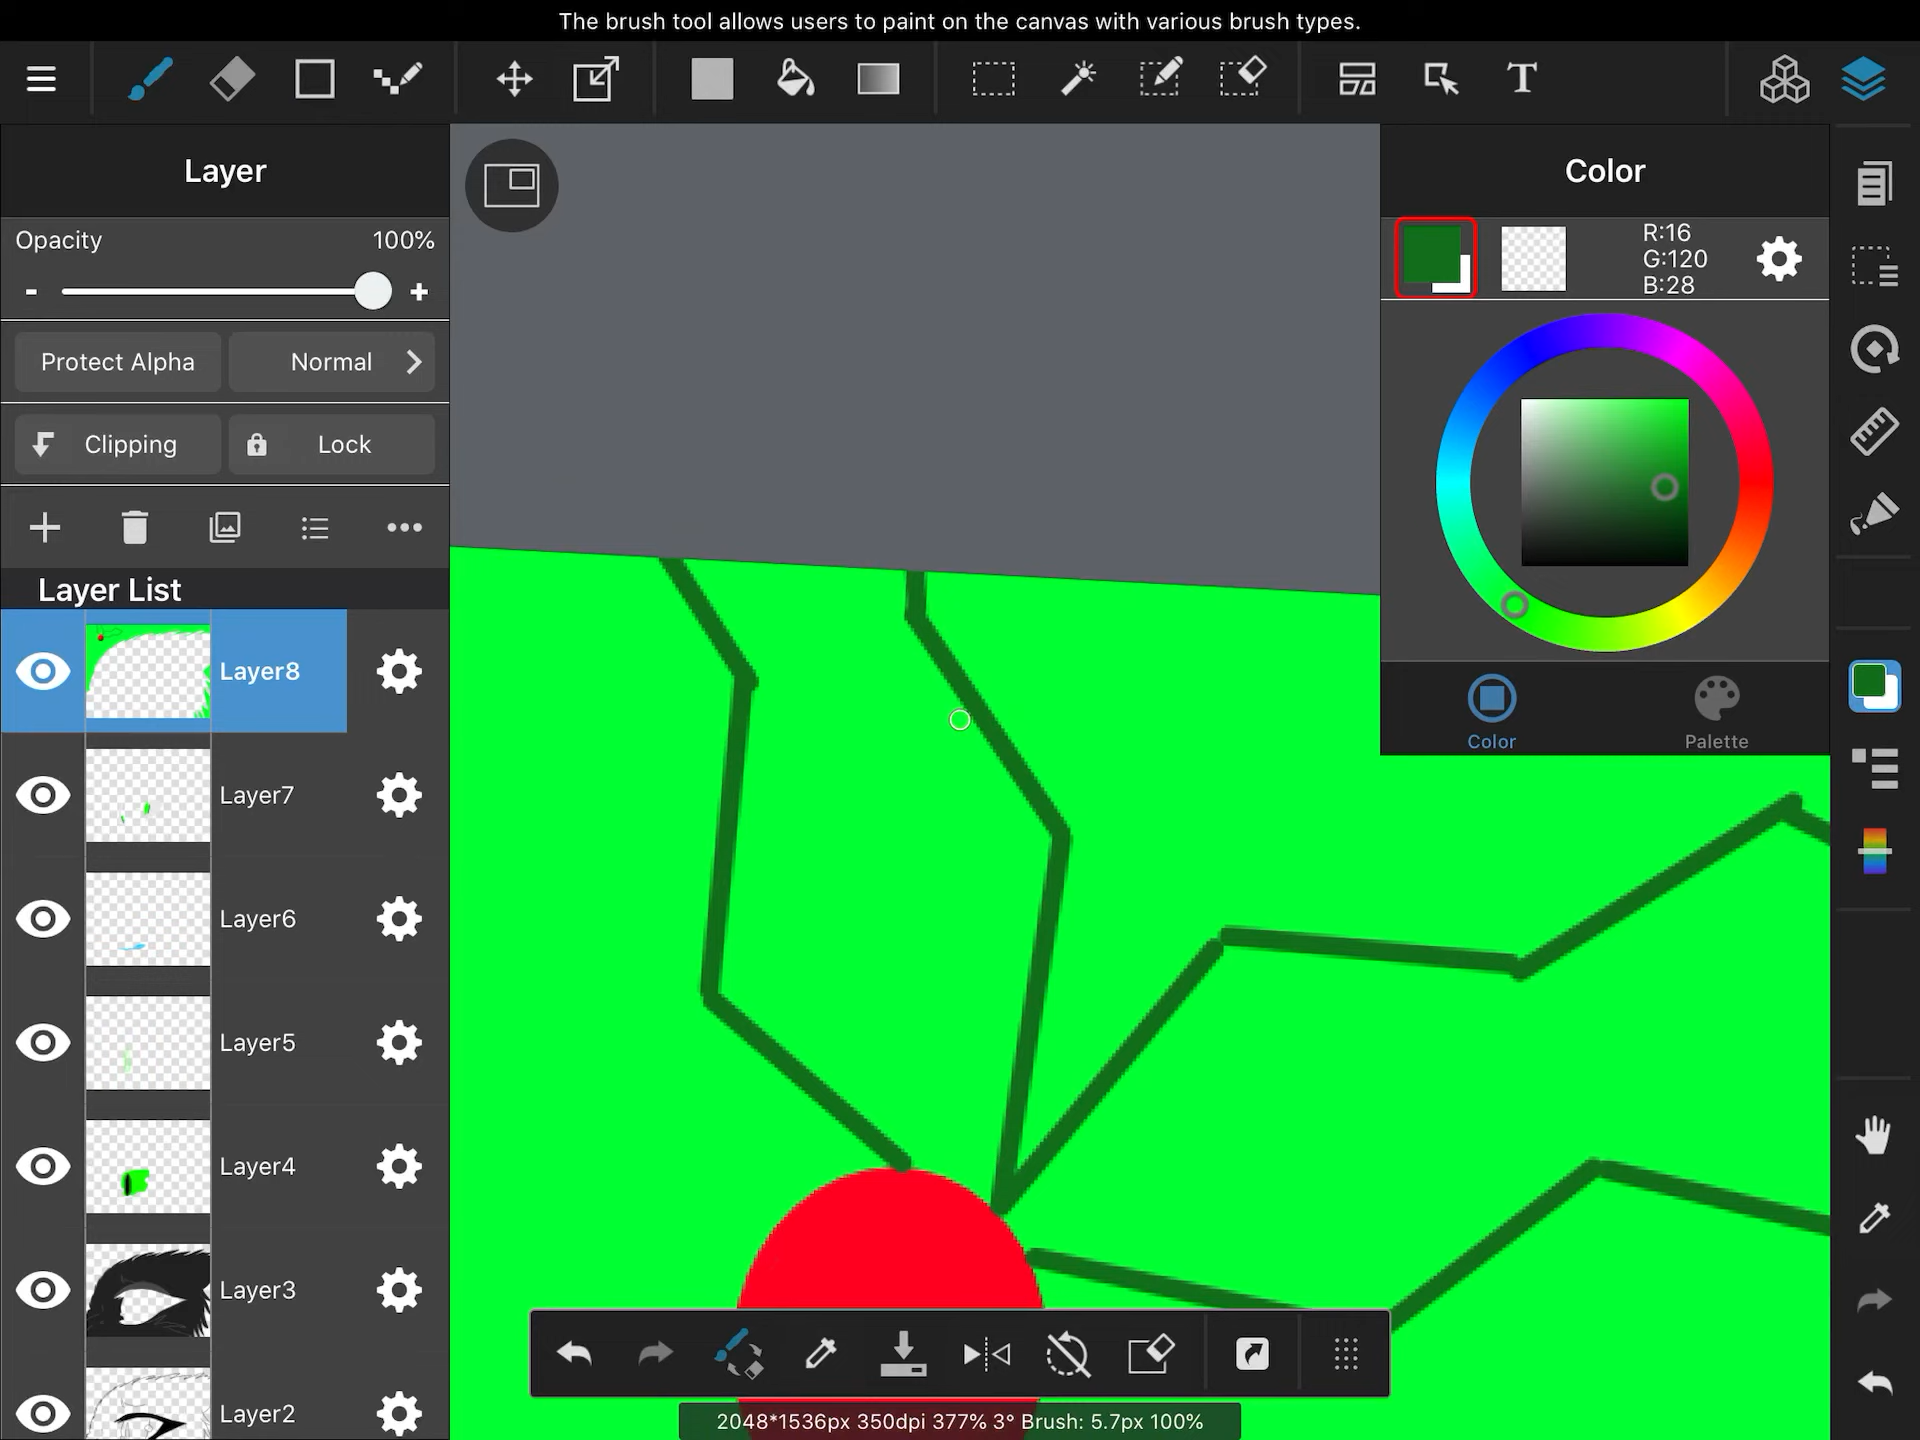 The brush tool allows users to paint on the canvas with various brush types.
T
Layer
Opacity 100%
- +
Protect Alpha Normal
Clipping Lock
Layer List
Layer8
Layer7
Layer6
Layer5
Layer4
Layer3
Layer2
Color
R:16
G:120
B:28
Color Palette
2048*1536px 350dpi 377% 3° Brush: 5.7px 100%